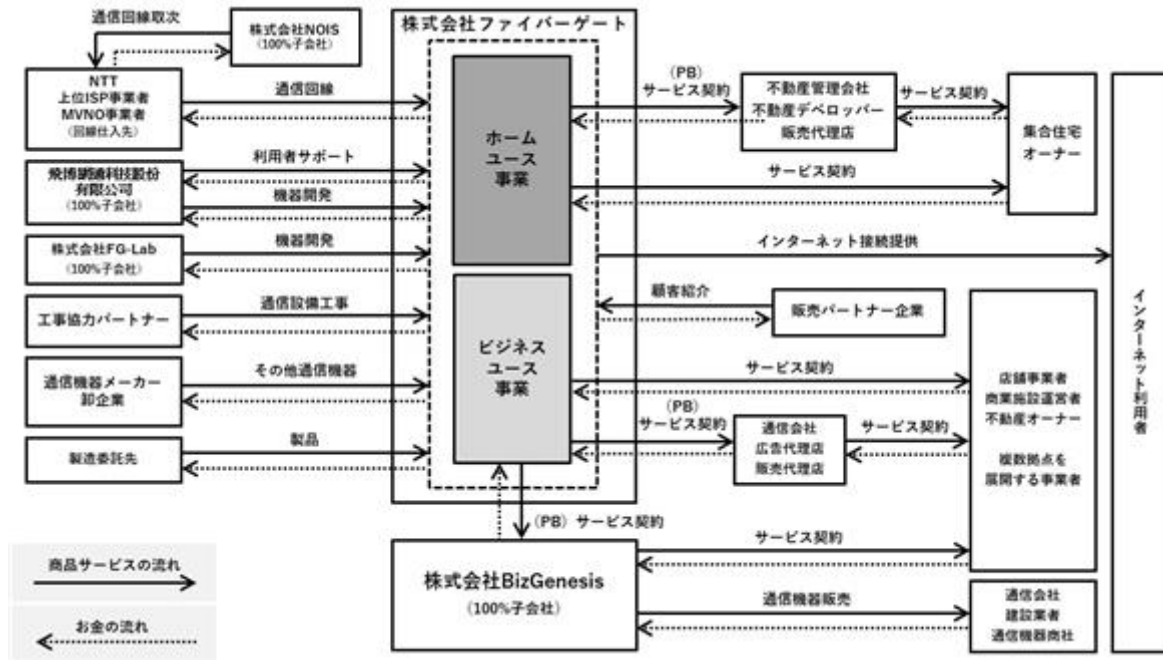 通信回線取次
株式会社NOIS
(100%子会社)
NTT
上位ISP事業者
MVNO事業者
(回線仕入先)
飛博網通科技股份
有限公司
(100%子会社)
株式会社FG-Lab
(100%子会社)
工事協力パートナー
通信機器メーカー
卸企業
製造委託先
通信回線
利用者サポート
機器開発
機器開発
通信設備工事
その他通信機器
製品
株式会社ファイバーゲート
ホーム
ユース
事業
ビジネス
ユース
事業
(PB)
サービス契約
不動産管理会社
不動産デベロッパー
販売代理店
サービス契約
集合住宅
オーナー
サービス契約
インターネット接続提供
顧客紹介
販売パートナー企業
サービス契約
(PB)
サービス契約
通信会社
広告代理店
販売代理店
サービス契約
店舗事業者
商業施設運営者
不動産オーナー
複数拠点を
展開する事業者
インターネット利用者
(PB) サービス契約
株式会社BizGenesis
(100%子会社)
サービス契約
通信機器販売
通信会社
建設業者
通信機器商社
商品サービスの流れ
お金の流れ